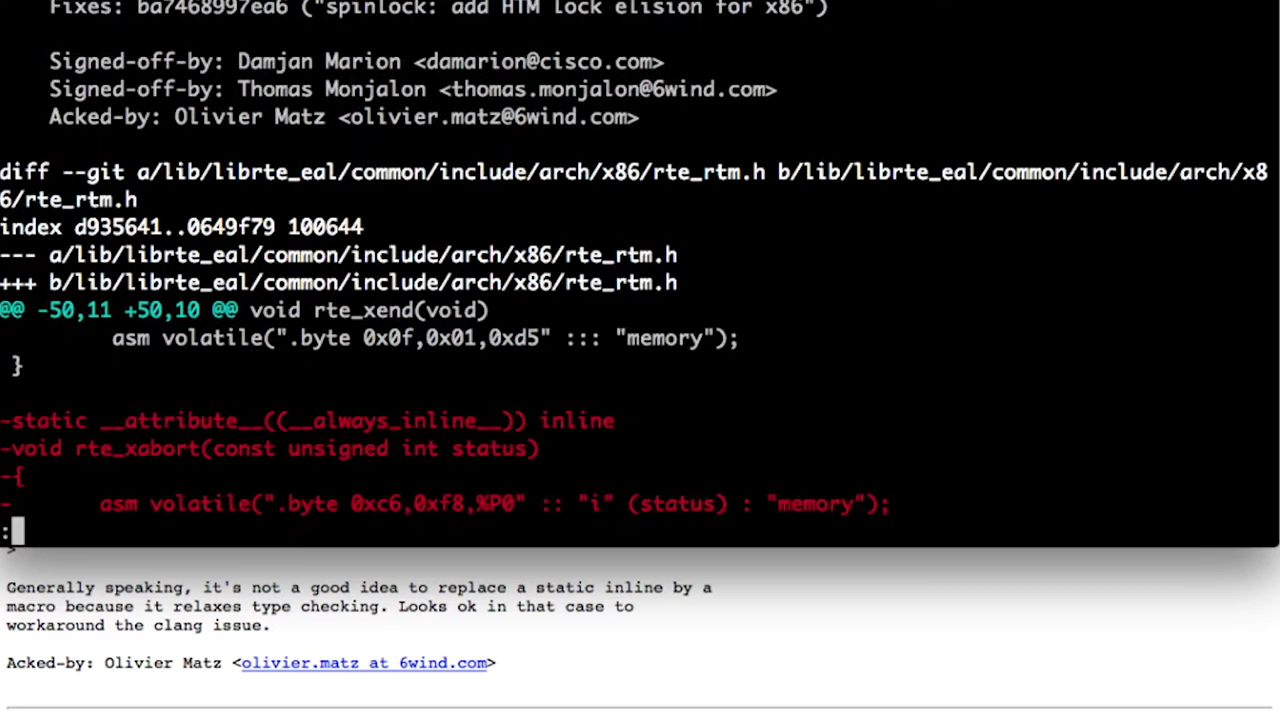 Fixes: ba7468997ea6 ("spinlock: add HTM lock elision for x86")
Signed-off-by: Damjan Marion <damarion@cisco.com>
Signed-off-by: Thomas Monjalon <thomas.monjalon@6wind.com>
Acked-by: Olivier Matz <olivier.matz@6wind.com>
diff --git a/lib/librte_eal/common/include/arch/x86/rte_rtm.h b/lib/librte_eal/common/include/arch/x8
6/rte_rtm.h
index d935641..0649f79 100644
--- a/lib/librte_eal/common/include/arch/x86/rte_rtm.h
+++ b/lib/librte_eal/common/include/arch/x86/rte_rtm.h
@@ -50,11 +50,10 @@ void rte_xend(void)
asm volatile(".byte 0x0f,0x01,0xd5" ::: "memory");
}
-static __attribute__((__always_inline__)) inline
-void rte_xabort(const unsigned int status)
-{
-       asm volatile(".byte 0xc6,0xf8,%P0" :: "i" (status) : "memory");
:
>
Generally speaking, it's not a good idea to replace a static inline by a
macro because it relaxes type checking. Looks ok in that case to
workaround the clang issue.
Acked-by: Olivier Matz <olivier.matz at 6wind.com>